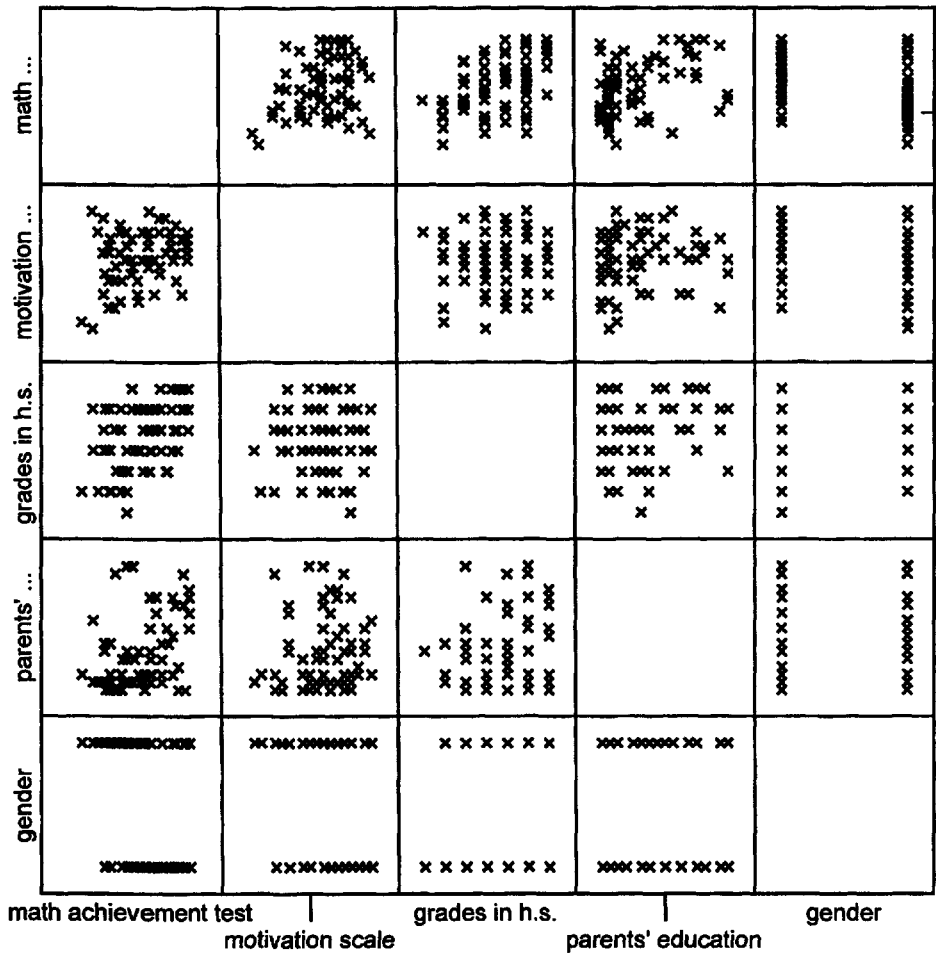 math ...
motivation ...
grades in h.s.
parents' ...
gender
math achievement test
motivation scale
grades in h.s.
parents' education
gender